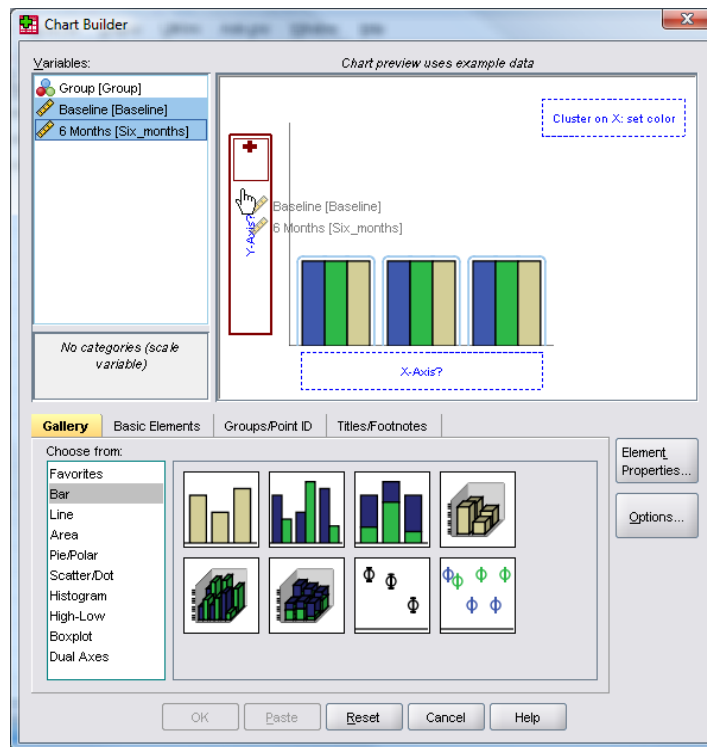 Chart Builder
Variables:
Chart preview uses example data
Group [Group]
Baseline [Baseline]
6 Months [Six_months]
Cluster on X: set color
Baseline [Baseline]
6 Months [Six_months]
Y-Axis?
X-Axis?
No categories (scale
variable)
Gallery
Basic Elements
Groups/Point ID
Titles/Footnotes
Choose from:
Favorites
Bar
Line
Area
Pie/Polar
Scatter/Dot
Histogram
High-Low
Boxplot
Dual Axes
Element
Properties...
Options...
OK
Paste
Reset
Cancel
Help